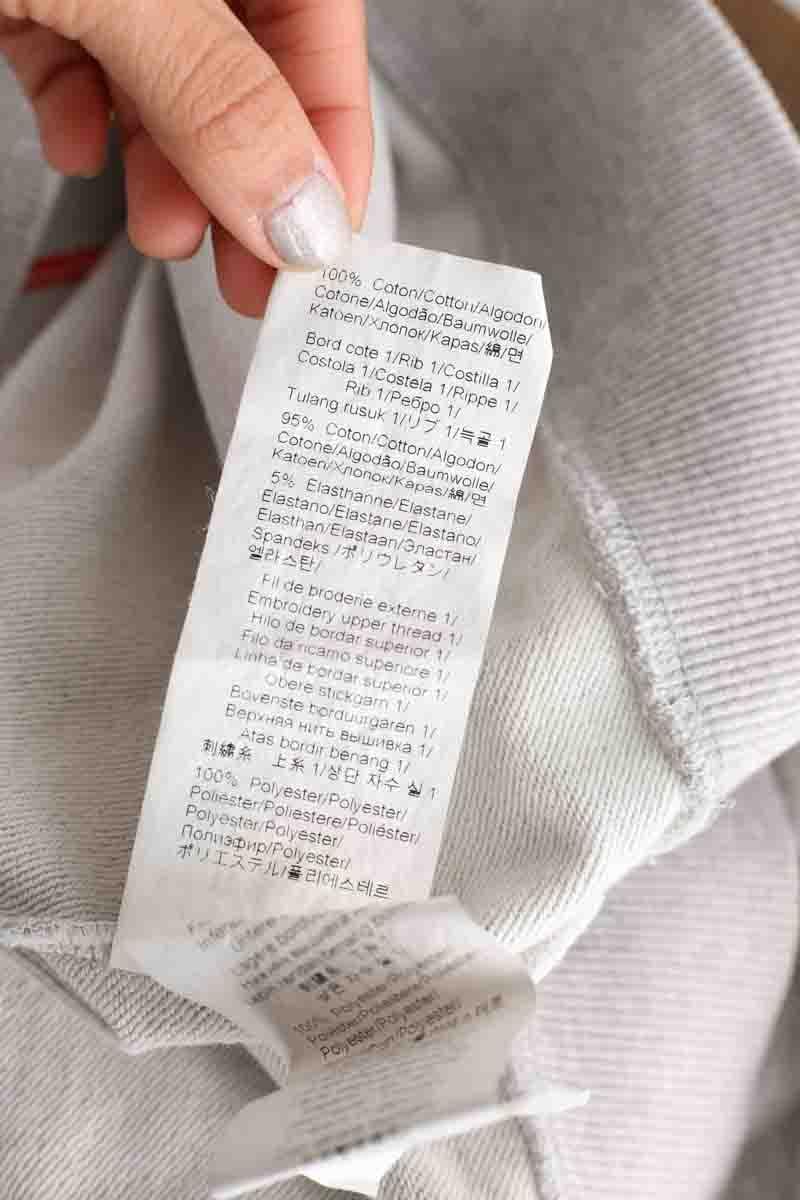 100% Coton/Cotton/Algodon/
Cotone/Algodão/Baumwolle/
Katoen/Хлопок/Kapas/綿/면
Bord cote 1/Rib 1/Costilla 1/
Costola 1/Costela 1/Rippe 1/
Rib 1/Ребро 1/
Tulang rusuk 1/リブ 1/늑골 1
95% Coton/Cotton/Algodon/
Cotone/Algodão/Baumwolle/
Katoen/Хлопок/Kapas/綿/면
5% Elasthanne/Elastane/
Elastano/Elastane/Elastano/
Elasthan/Elastaan/Эластан/
Spandeks /ポリウレタン/
엘라스탄/
Fil de broderie externe 1/
Embroidery upper thread 1/
Hilo de bordar superior 1/
Filo da ricamo superiore 1/
Linha de bordar superior 1/
Obere stickgarn 1/
Bovenste borduurgaren 1/
Верхняя нить вышивка 1/
Atas bordir benang 1/
刺繍糸 上糸 1/상단 자수 실 1
100% Polyester/Polyester/
Poliéster/Poliestere/Poliéster/
Polyester/Polyester/
Полиэфир/Polyester/
ポリエステル/폴리에스테르
100% Polyester/Polyester/
Poliéster/Poliestere/Poliéster/
Polyester/Polyester/